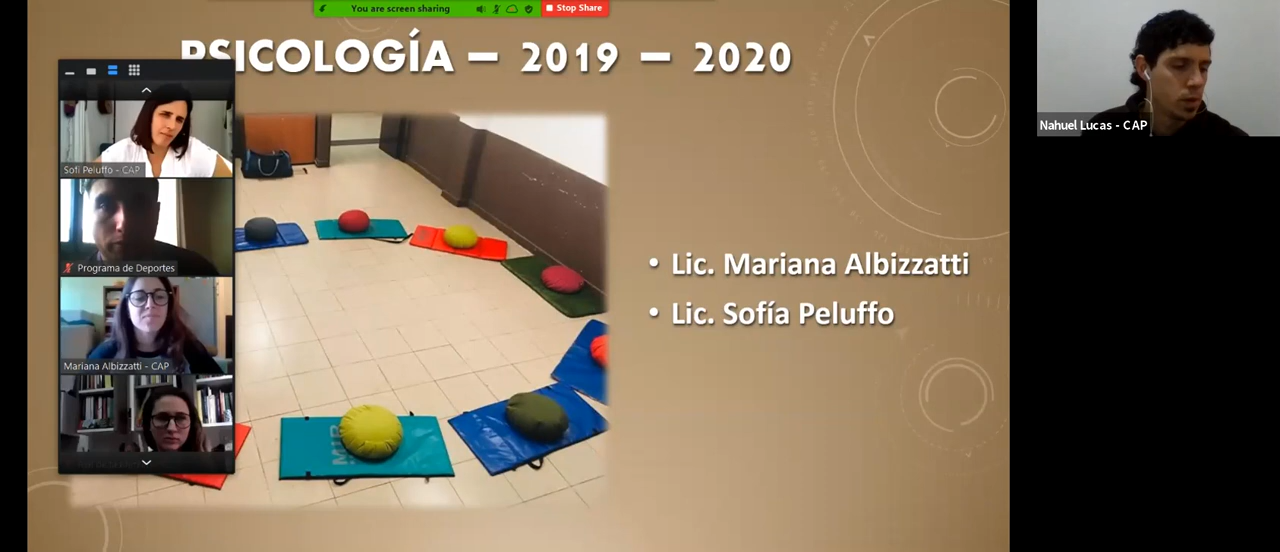 You are screen sharing
Stop Share
PSICOLOGÍA – 2019 – 2020
Sofi Peluffo - CAP
Programa de Deportes
Mariana Albizzatti - CAP
• Lic. Mariana Albizzatti
• Lic. Sofía Peluffo
Nahuel Lucas - CAP
MIR